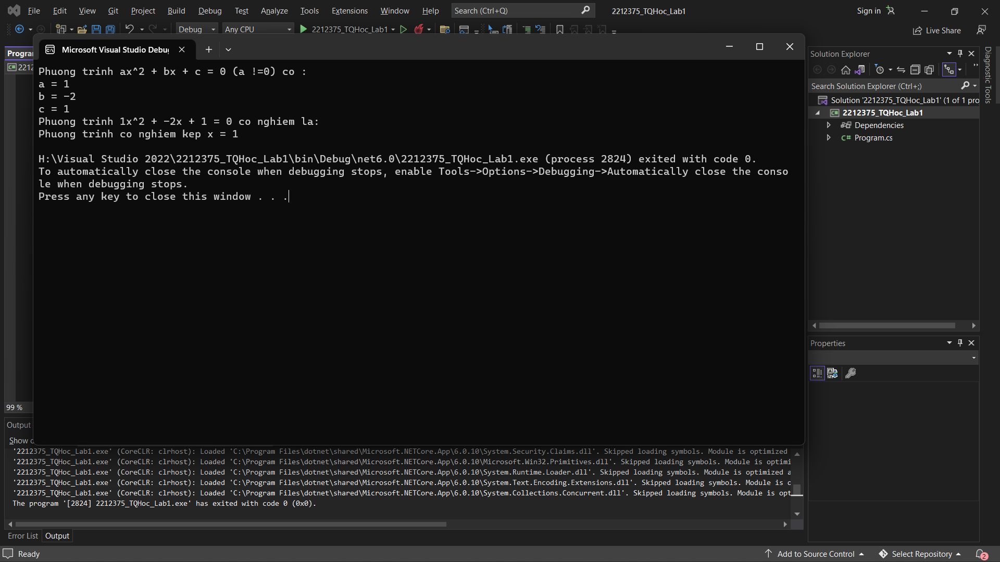 File Edit View Git Project Build Debug Test Analyze Tools Extensions Window Help Search (Ctrl+Q) 2212375_TQHoc_Lab1 Sign in
Debug Any CPU 2212375_TQHoc_Lab1 Live Share
Microsoft Visual Studio Debu
Phuong trinh ax^2 + bx + c = 0 (a !=0) co :
a = 1
b = -2
c = 1
Phuong trinh 1x^2 + -2x + 1 = 0 co nghiem la:
Phuong trinh co nghiem kep x = 1
H:\Visual Studio 2022\2212375_TQHoc_Lab1\bin\Debug\net6.0\2212375_TQHoc_Lab1.exe (process 2824) exited with code 0.
To automatically close the console when debugging stops, enable Tools->Options->Debugging->Automatically close the conso
le when debugging stops.
Press any key to close this window . . .
Progra
C# 2212
99 %
Solution Explorer
Search Solution Explorer (Ctrl+;)
Solution '2212375_TQHoc_Lab1' (1 of 1 pro
C# 2212375_TQHoc_Lab1
Dependencies
C# Program.cs
Diagnostic Tools
Properties
Output
Show o
'2212375_TQHoc_Lab1.exe' (CoreCLR: clrhost): Loaded 'C:\Program Files\dotnet\shared\Microsoft.NETCore.App\6.0.10\System.Security.Claims.dll'. Skipped loading symbols. Module is optimized
'2212375_TQHoc_Lab1.exe' (CoreCLR: clrhost): Loaded 'C:\Program Files\dotnet\shared\Microsoft.NETCore.App\6.0.10\Microsoft.Win32.Primitives.dll'. Skipped loading symbols. Module is optimi
'2212375_TQHoc_Lab1.exe' (CoreCLR: clrhost): Loaded 'C:\Program Files\dotnet\shared\Microsoft.NETCore.App\6.0.10\System.Runtime.Loader.dll'. Skipped loading symbols. Module is optimized a
'2212375_TQHoc_Lab1.exe' (CoreCLR: clrhost): Loaded 'C:\Program Files\dotnet\shared\Microsoft.NETCore.App\6.0.10\System.Text.Encoding.Extensions.dll'. Skipped loading symbols. Module is o
'2212375_TQHoc_Lab1.exe' (CoreCLR: clrhost): Loaded 'C:\Program Files\dotnet\shared\Microsoft.NETCore.App\6.0.10\System.Collections.Concurrent.dll'. Skipped loading symbols. Module is opt
The program '[2824] 2212375_TQHoc_Lab1.exe' has exited with code 0 (0x0).
Error List Output
Ready Add to Source Control Select Repository 2